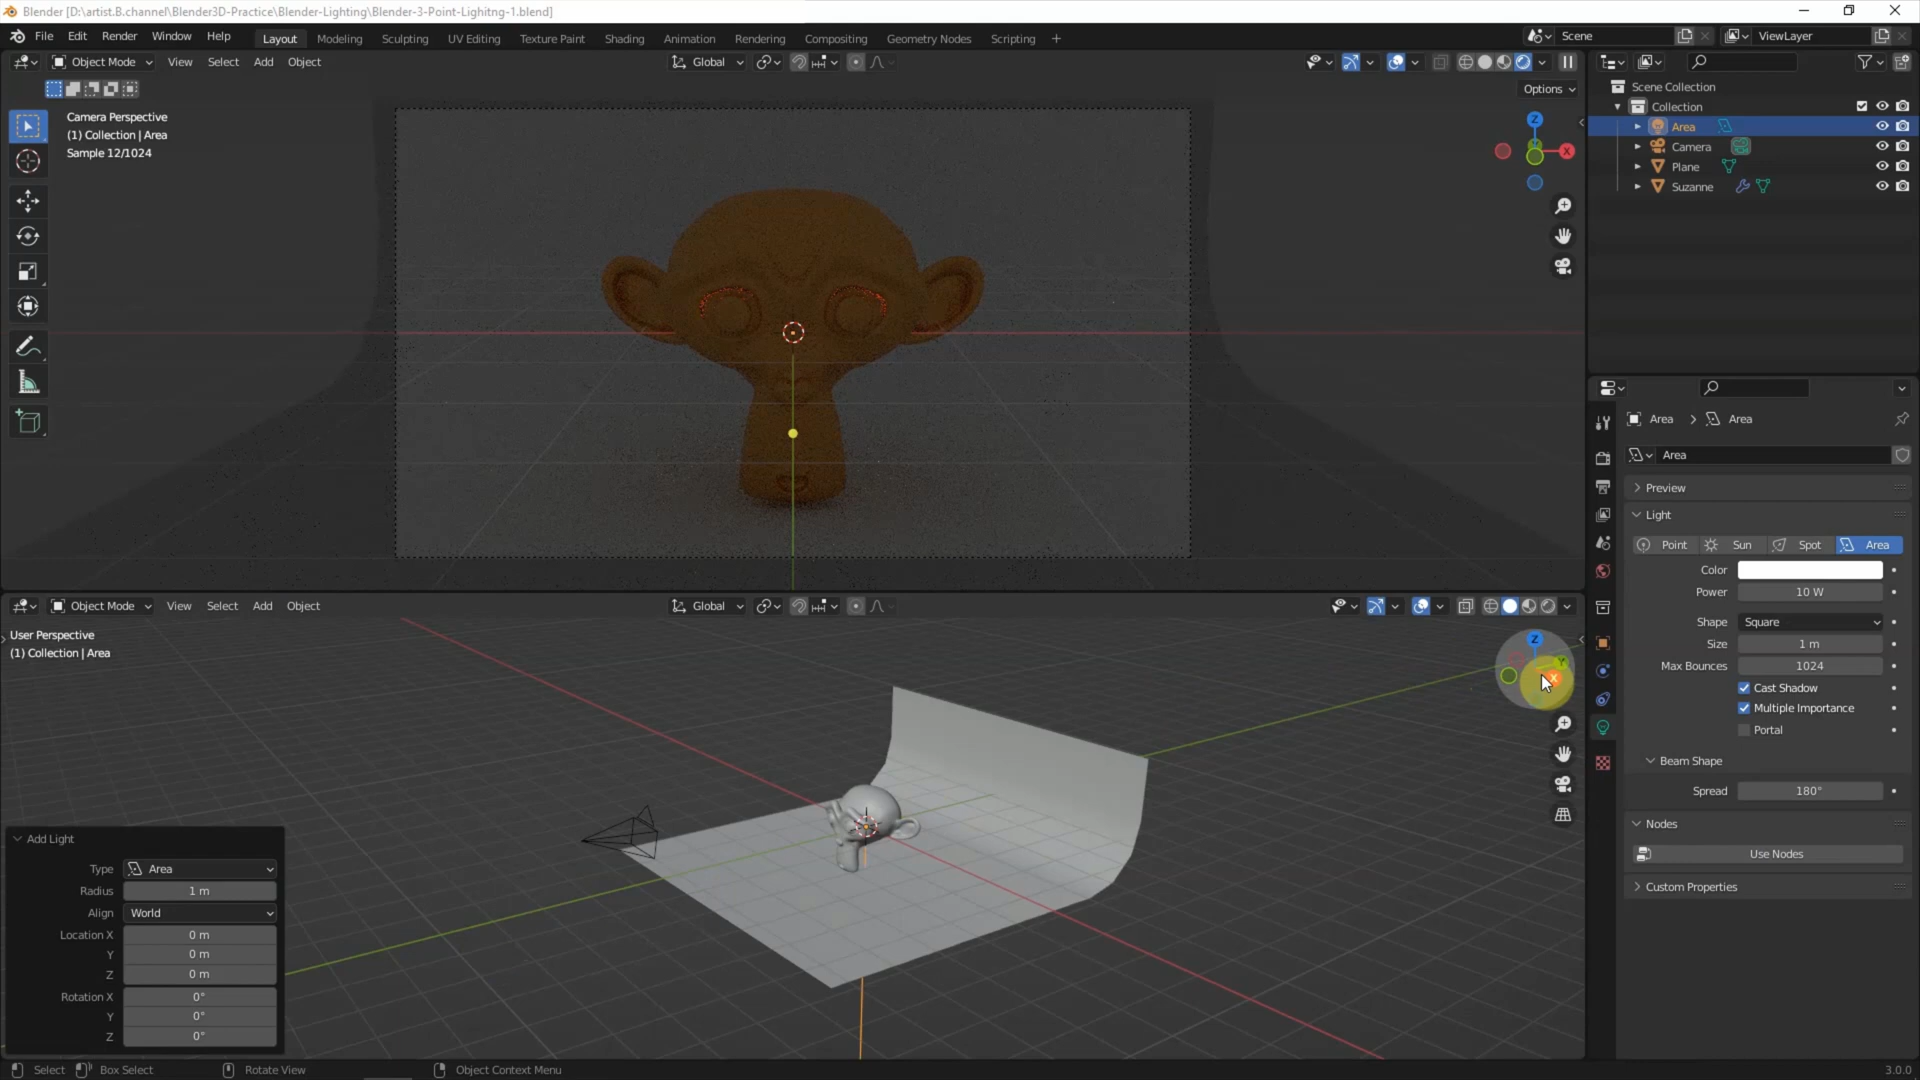 Blender [D:\artist.B.channel\Blender3D-Practice\Blender-Lighting\Blender-3-Point-Lighitng-1.blend]
File Edit Render Window Help Layout Modeling Sculpting UV Editing Texture Paint Shading Animation Rendering Compositing Geometry Nodes Scripting + Scene ViewLayer
Object Mode View Select Add Object Global
Options
Camera Perspective
(1) Collection | Area
Sample 12/1024
Z
X
Scene Collection
Collection
Area
Camera
Plane
Suzanne
Area > Area
Area
Preview
Light
Point Sun Spot Area
Color
Power 10 W
Shape Square
Size 1 m
Max Bounces 1024
Cast Shadow
Multiple Importance
Portal
Beam Shape
Spread 180°
Nodes
Use Nodes
Custom Properties
Object Mode View Select Add Object Global
User Perspective
(1) Collection | Area
Z
Y
X
Add Light
Type Area
Radius 1 m
Align World
Location X 0 m
Y 0 m
Z 0 m
Rotation X 0°
Y 0°
Z 0°
Select Box Select Rotate View Object Context Menu 3.0.0